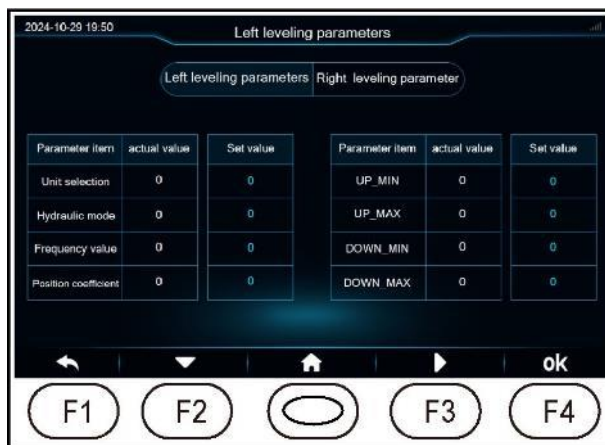 2024-10-29 19:50
Left leveling parameters
Left leveling parameters Right leveling parameter
Parameter item actual value Set value Parameter item actual value Set value
Unit selection 0 0 UP_MIN 0 0
Hydraulic mode 0 0 UP_MAX 0 0
Frequency value 0 0 DOWN_MIN 0 0
Position coefficient 0 0 DOWN_MAX 0 0
ok
F1 F2 F3 F4